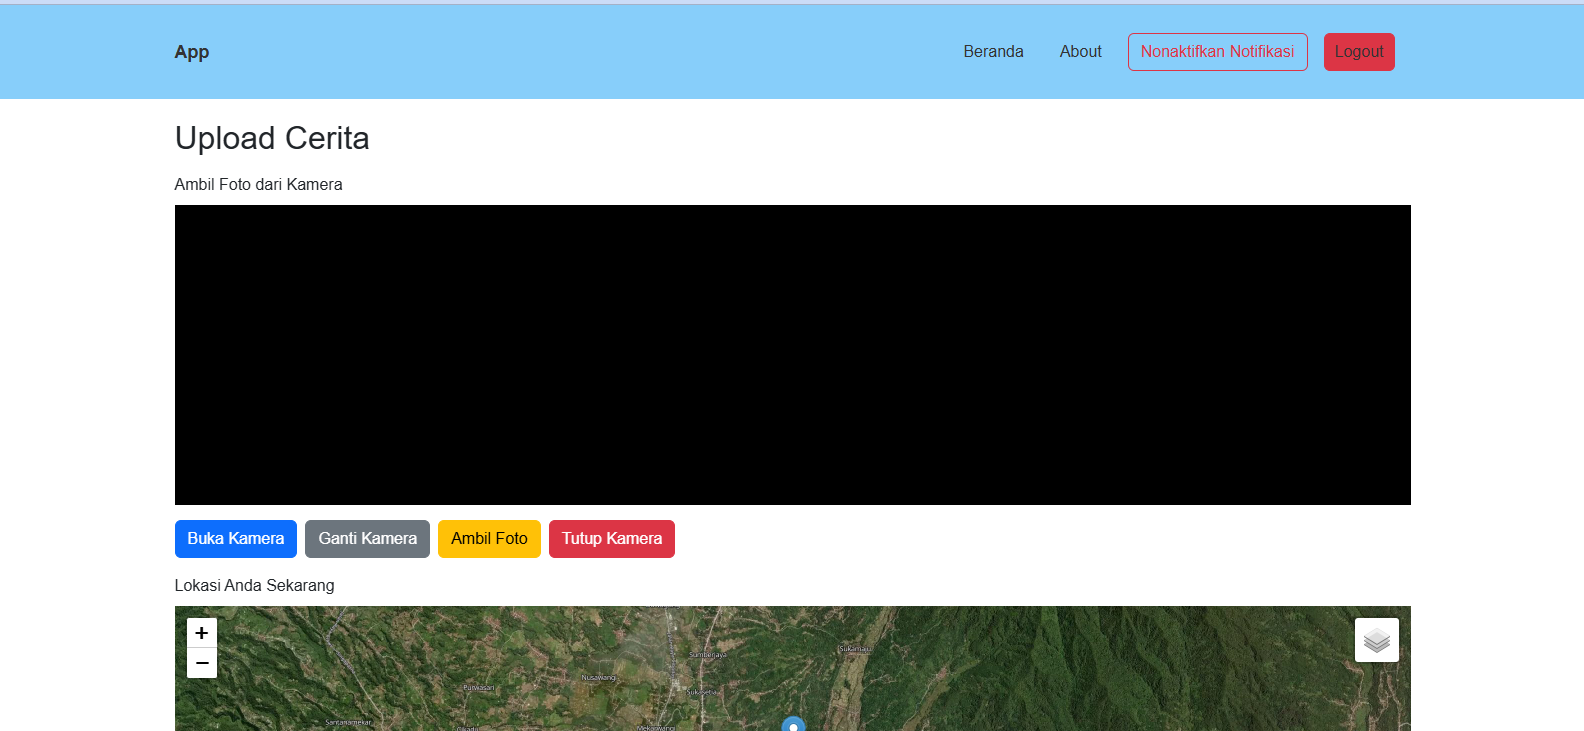 App
Beranda
About
Nonaktifkan Notifikasi
Logout
Upload Cerita
Ambil Foto dari Kamera
Buka Kamera
Ganti Kamera
Ambil Foto
Tutup Kamera
Lokasi Anda Sekarang
+
Sukamaju
Sumberjaya
Nusawangi
Purwasari
Sukasetia
−
Santanamekar
Mekarwangi